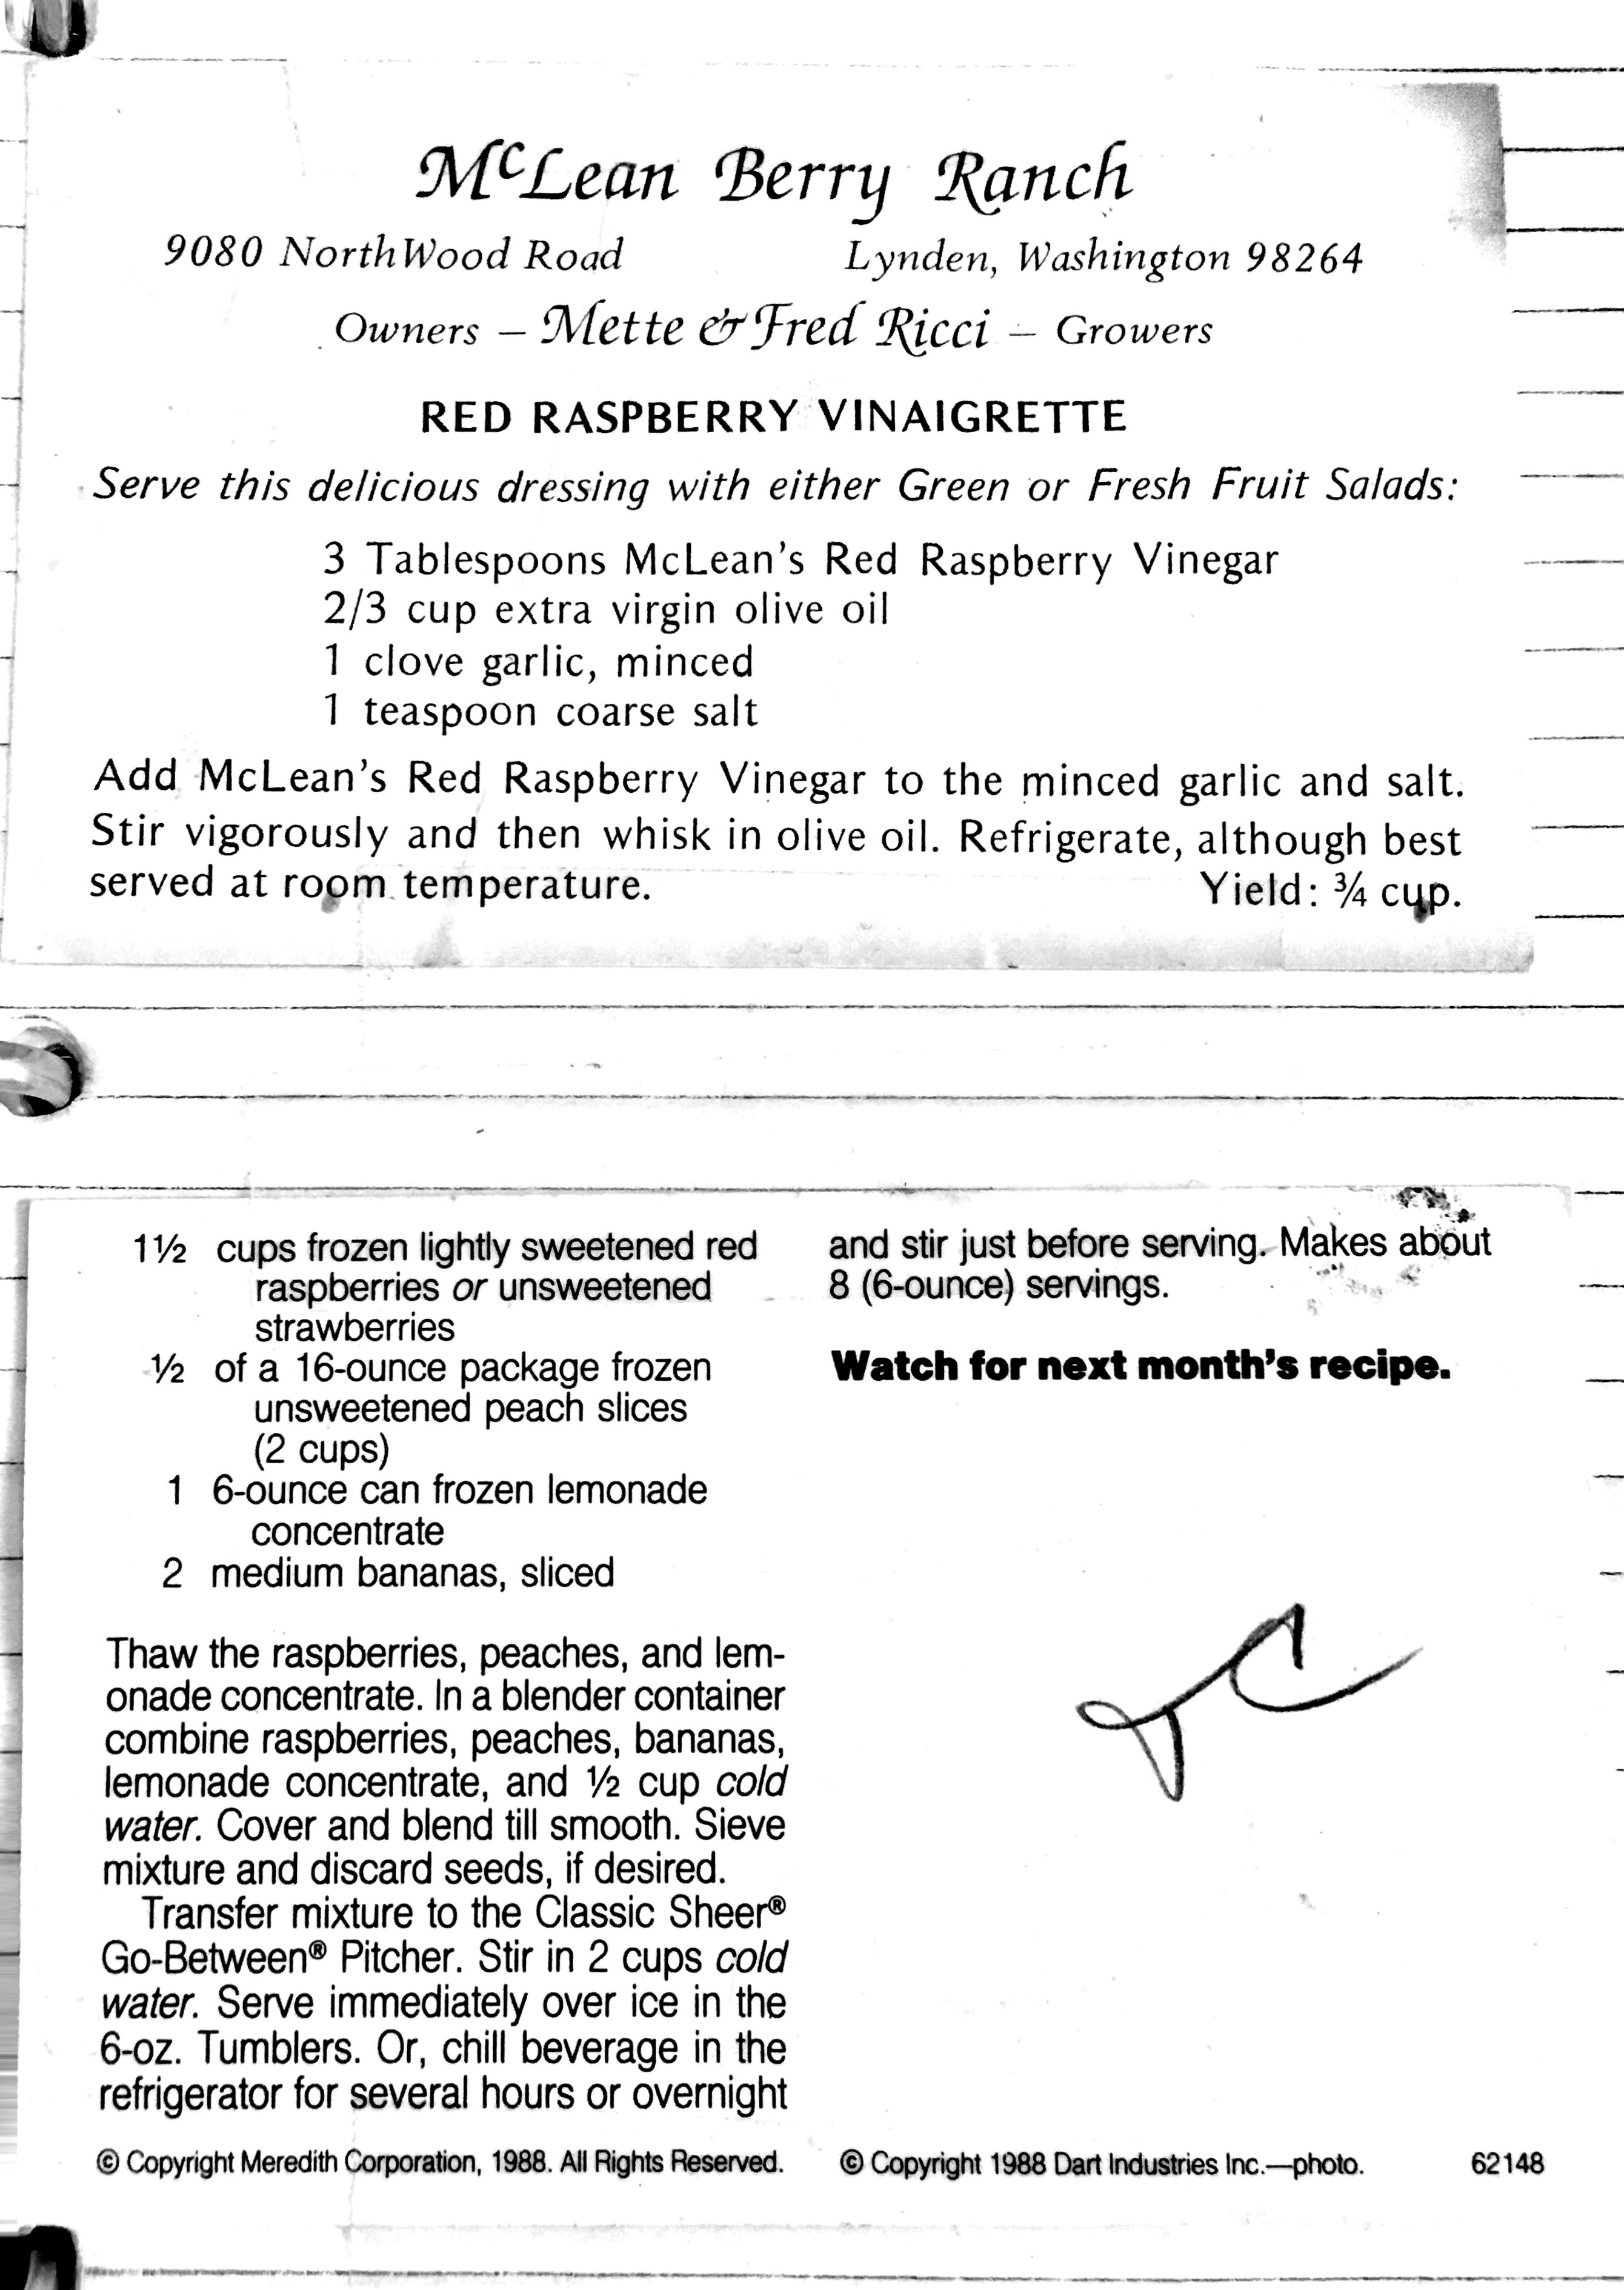 McLean Berry Ranch
9080 NorthWood Road Lynden, Washington 98264
Owners – Mette & Fred Ricci – Growers
RED RASPBERRY VINAIGRETTE
Serve this delicious dressing with either Green or Fresh Fruit Salads:
3 Tablespoons McLean's Red Raspberry Vinegar
2/3 cup extra virgin olive oil
1 clove garlic, minced
1 teaspoon coarse salt
Add McLean's Red Raspberry Vinegar to the minced garlic and salt.
Stir vigorously and then whisk in olive oil. Refrigerate, although best
served at room temperature. Yield: ¾ cup.
1½ cups frozen lightly sweetened red
raspberries or unsweetened
strawberries
½ of a 16-ounce package frozen
unsweetened peach slices
(2 cups)
1 6-ounce can frozen lemonade
concentrate
2 medium bananas, sliced
Thaw the raspberries, peaches, and lem-
onade concentrate. In a blender container
combine raspberries, peaches, bananas,
lemonade concentrate, and ½ cup cold
water. Cover and blend till smooth. Sieve
mixture and discard seeds, if desired.
Transfer mixture to the Classic Sheer®
Go-Between® Pitcher. Stir in 2 cups cold
water. Serve immediately over ice in the
6-oz. Tumblers. Or, chill beverage in the
refrigerator for several hours or overnight
and stir just before serving. Makes about
8 (6-ounce) servings.
Watch for next month's recipe.
© Copyright Meredith Corporation, 1988. All Rights Reserved. © Copyright 1988 Dart Industries Inc.—photo. 62148